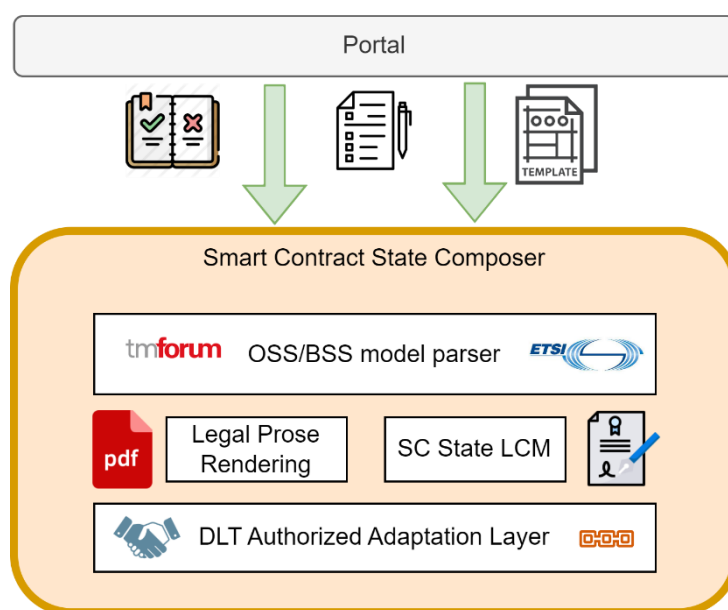 Portal
TEMPLATE
Smart Contract State Composer
tmforum OSS/BSS model parser ETSI
pdf
Legal Prose
Rendering
SC State LCM
DLT Authorized Adaptation Layer